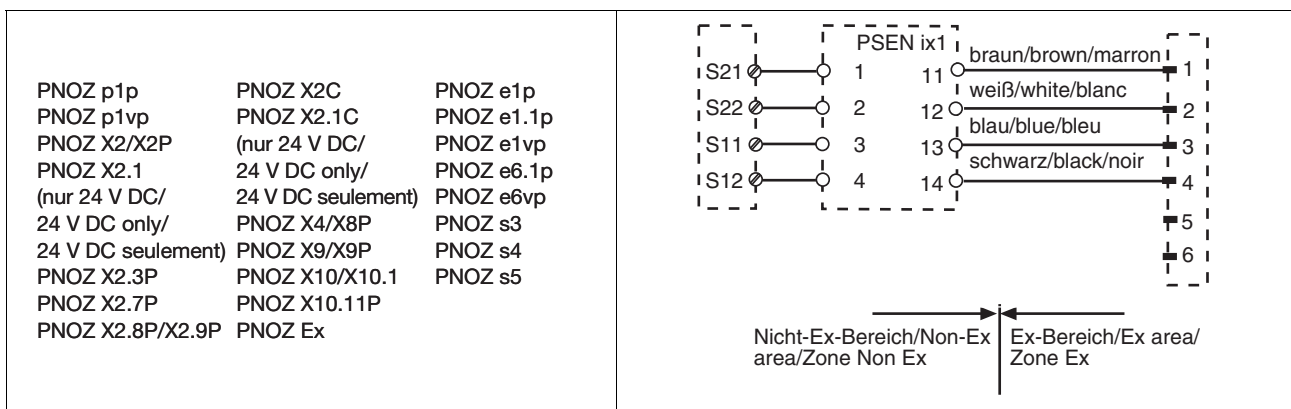 PNOZ p1p
PNOZ p1vp
PNOZ X2/X2P
PNOZ X2.1
(nur 24 V DC/
24 V DC only/
24 V DC seulement)
PNOZ X2.3P
PNOZ X2.7P
PNOZ X2.8P/X2.9P
PNOZ X2C
PNOZ X2.1C
(nur 24 V DC/
24 V DC only/
24 V DC seulement)
PNOZ X4/X8P
PNOZ X9/X9P
PNOZ X10/X10.1
PNOZ X10.11P
PNOZ Ex
PNOZ e1p
PNOZ e1.1p
PNOZ e1vp
PNOZ e6.1p
PNOZ e6vp
PNOZ s3
PNOZ s4
PNOZ s5
PSEN ix1
braun/brown/marron
S21 1 11 1
weiß/white/blanc
S22 2 12 2
blau/blue/bleu
S11 3 13 3
schwarz/black/noir
S12 4 14 4
5
6
Nicht-Ex-Bereich/Non-Ex
area/Zone Non Ex
Ex-Bereich/Ex area/
Zone Ex